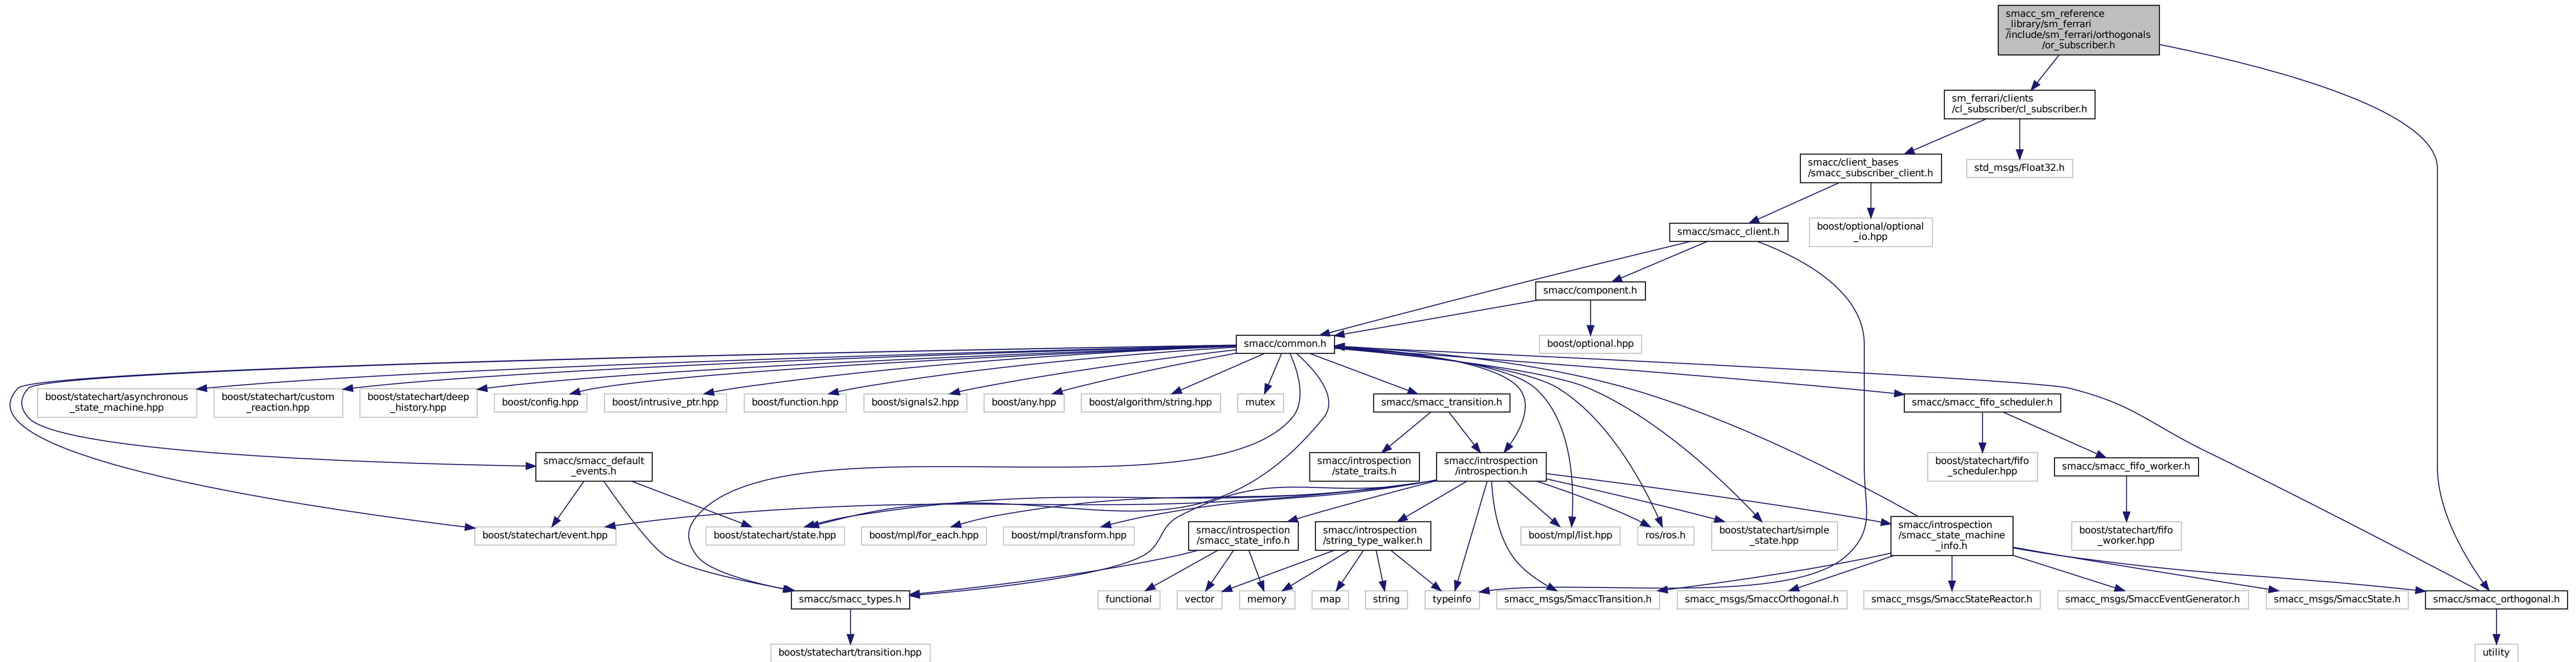 smacc_sm_reference
_library/sm_ferrari
/include/sm_ferrari/orthogonals
/or_subscriber.h
sm_ferrari/clients
/cl_subscriber/cl_subscriber.h
smacc/client_bases
/smacc_subscriber_client.h
std_msgs/Float32.h
smacc/smacc_client.h
boost/optional/optional
_io.hpp
smacc/component.h
smacc/common.h
boost/optional.hpp
boost/statechart/asynchronous
_state_machine.hpp
boost/statechart/custom
_reaction.hpp
boost/statechart/deep
_history.hpp
boost/config.hpp
boost/intrusive_ptr.hpp
boost/function.hpp
boost/signals2.hpp
boost/any.hpp
boost/algorithm/string.hpp
mutex
smacc/smacc_transition.h
smacc/smacc_fifo_scheduler.h
smacc/smacc_default
_events.h
smacc/introspection
/state_traits.h
smacc/introspection
/introspection.h
boost/statechart/fifo
_scheduler.hpp
smacc/smacc_fifo_worker.h
boost/statechart/event.hpp
boost/statechart/state.hpp
boost/mpl/for_each.hpp
boost/mpl/transform.hpp
smacc/introspection
/smacc_state_info.h
smacc/introspection
/string_type_walker.h
boost/mpl/list.hpp
ros/ros.h
boost/statechart/simple
_state.hpp
smacc/introspection
/smacc_state_machine
_info.h
boost/statechart/fifo
_worker.hpp
smacc/smacc_types.h
functional
vector
memory
map
string
typeinfo
smacc_msgs/SmaccTransition.h
smacc_msgs/SmaccOrthogonal.h
smacc_msgs/SmaccStateReactor.h
smacc_msgs/SmaccEventGenerator.h
smacc_msgs/SmaccState.h
smacc/smacc_orthogonal.h
boost/statechart/transition.hpp
utility